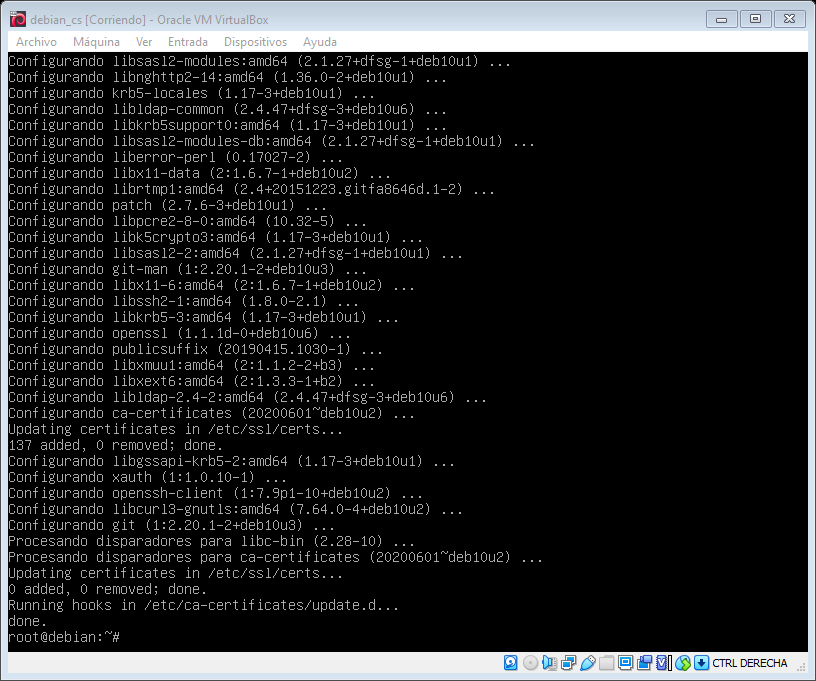 debian_cs [Corriendo] - Oracle VM VirtualBox
Archivo Máquina Ver Entrada Dispositivos Ayuda
Configurando libsasl2-modules:amd64 (2.1.27+dfsg-1+deb10u1) ...
Configurando libnghttp2-14:amd64 (1.36.0-2+deb10u1) ...
Configurando krb5-locales (1.17-3+deb10u1) ...
Configurando libldap-common (2.4.47+dfsg-3+deb10u6) ...
Configurando libkrb5support0:amd64 (1.17-3+deb10u1) ...
Configurando libsasl2-modules-db:amd64 (2.1.27+dfsg-1+deb10u1) ...
Configurando liberror-perl (0.17027-2) ...
Configurando libx11-data (2:1.6.7-1+deb10u2) ...
Configurando librtmp1:amd64 (2.4+20151223.gitfa8646d.1-2) ...
Configurando patch (2.7.6-3+deb10u1) ...
Configurando libpcre2-8-0:amd64 (10.32-5) ...
Configurando libk5crypto3:amd64 (1.17-3+deb10u1) ...
Configurando libsasl2-2:amd64 (2.1.27+dfsg-1+deb10u1) ...
Configurando git-man (1:2.20.1-2+deb10u3) ...
Configurando libx11-6:amd64 (2:1.6.7-1+deb10u2) ...
Configurando libssh2-1:amd64 (1.8.0-2.1) ...
Configurando libkrb5-3:amd64 (1.17-3+deb10u1) ...
Configurando openssl (1.1.1d-0+deb10u6) ...
Configurando publicsuffix (20190415.1030-1) ...
Configurando libxmuu1:amd64 (2:1.1.2-2+b3) ...
Configurando libxext6:amd64 (2:1.3.3-1+b2) ...
Configurando libldap-2.4-2:amd64 (2.4.47+dfsg-3+deb10u6) ...
Configurando ca-certificates (20200601~deb10u2) ...
Updating certificates in /etc/ssl/certs...
137 added, 0 removed; done.
Configurando libgssapi-krb5-2:amd64 (1.17-3+deb10u1) ...
Configurando xauth (1:1.0.10-1) ...
Configurando openssh-client (1:7.9p1-10+deb10u2) ...
Configurando libcurl3-gnutls:amd64 (7.64.0-4+deb10u2) ...
Configurando git (1:2.20.1-2+deb10u3) ...
Procesando disparadores para libc-bin (2.28-10) ...
Procesando disparadores para ca-certificates (20200601~deb10u2) ...
Updating certificates in /etc/ssl/certs...
0 added, 0 removed; done.
Running hooks in /etc/ca-certificates/update.d...
done.
root@debian:~#
CTRL DERECHA